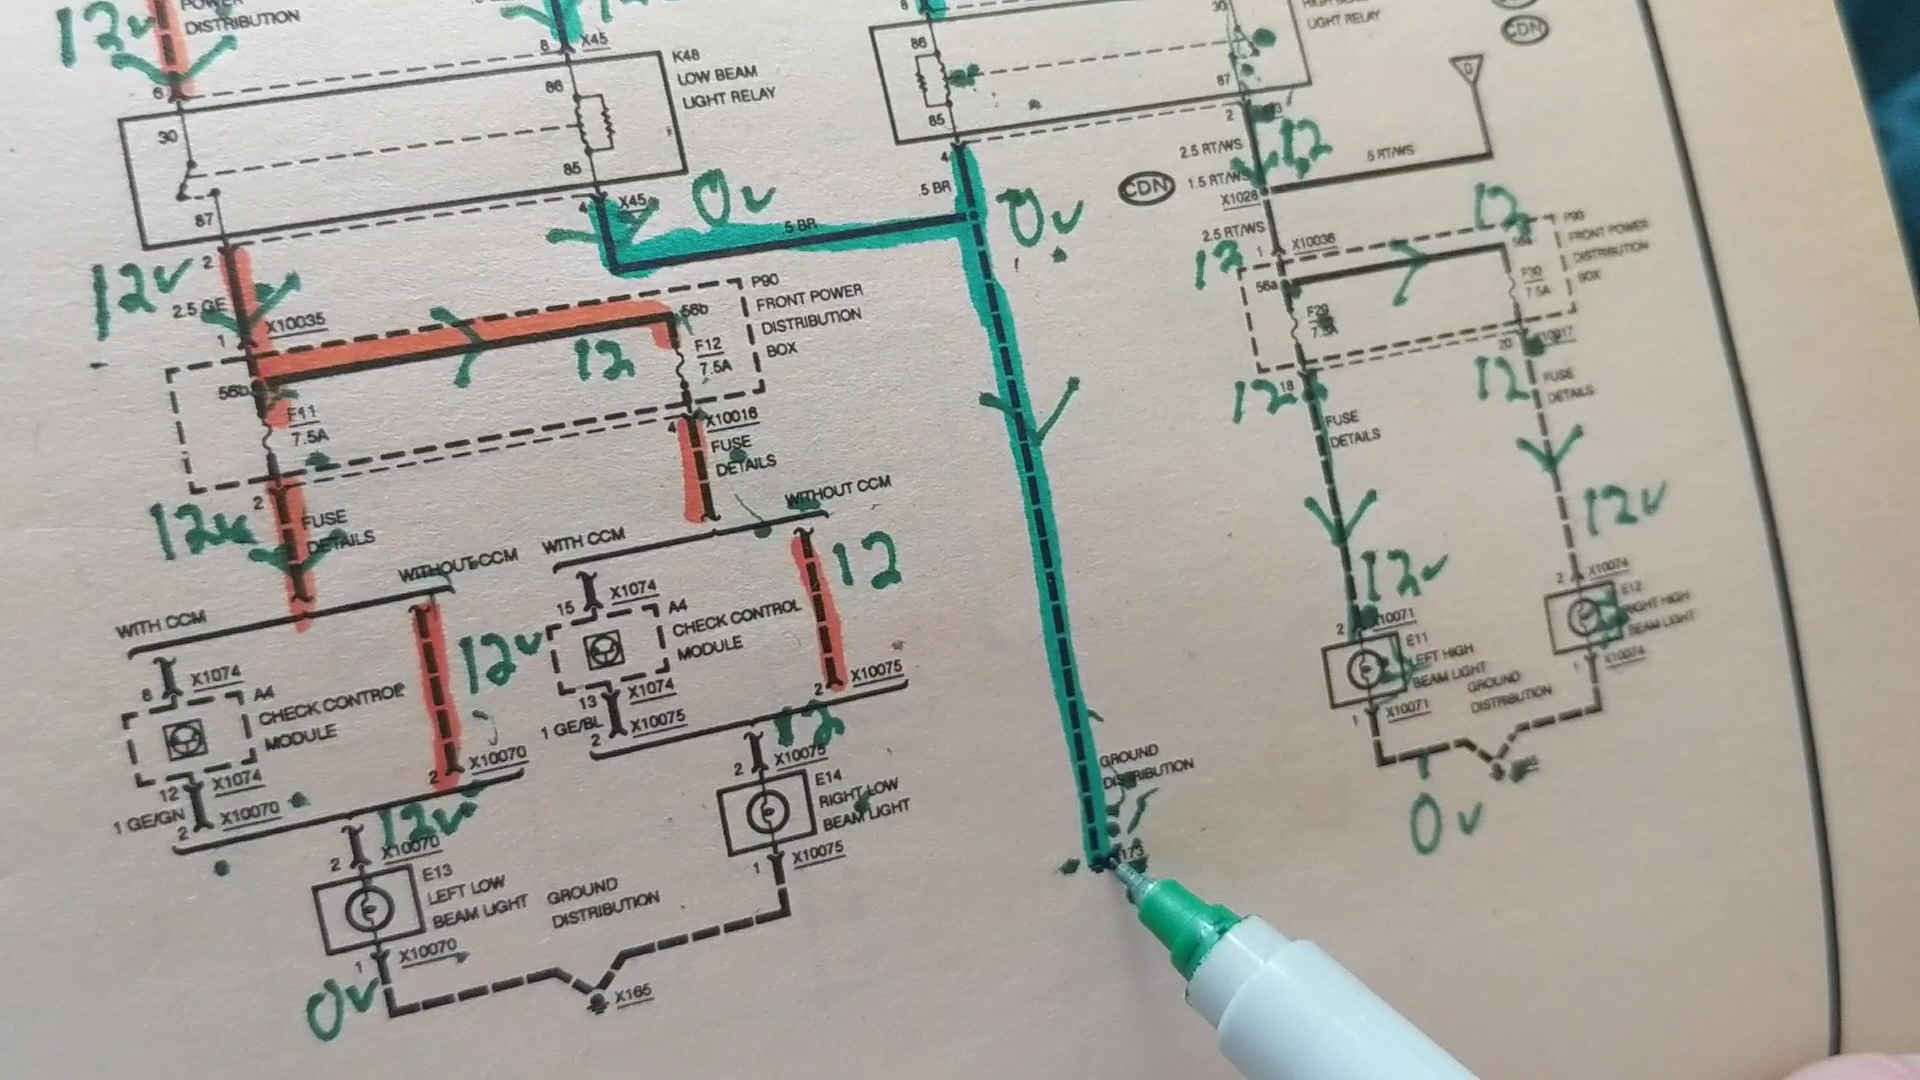 POWER
DISTRIBUTION
12v
6
8
X45
86
K48
LOW BEAM
LIGHT RELAY
30
85
87
4
X45
0v
.5 BR
2
12v
2.5 GE
1
X10035
56b
12
F12
7.5A
P90
FRONT POWER
DISTRIBUTION
BOX
56b
F11
7.5A
4
X10016
FUSE
DETAILS
2
12v
FUSE
DETAILS
WITH CCM
WITHOUT CCM
8
X1074
A4
CHECK CONTROL
MODULE
12
X1074
1 GE/GN
2
X10070
12v
2
X10070
WITH CCM
WITHOUT CCM
15
X1074
A4
CHECK CONTROL
MODULE
13
X1074
1 GE/BL
2
X10075
12
2
X10075
12v
2
X10070
E13
LEFT LOW
BEAM LIGHT
1
X10070
0v
GROUND
DISTRIBUTION
X165
12
2
X10075
E14
RIGHT LOW
BEAM LIGHT
1
X10075
8
86
30
LIGHT RELAY
87
85
4
.5 BR
0v
GROUND
DISTRIBUTION
173
CDN
CDN
2
12
2.5 RT/WS
1.5 RT/WS
.5 RT/WS
X1028
2.5 RT/WS
1
X10036
12
12
56a
F29
56a
F30
7.5A
P90
FRONT POWER
DISTRIBUTION
BOX
12
18
FUSE
DETAILS
20
12
FUSE
DETAILS
12v
12v
2
X10071
E11
LEFT HIGH
BEAM LIGHT
1
X10071
2
X10074
E12
RIGHT HIGH
BEAM LIGHT
1
X10074
GROUND
DISTRIBUTION
0v